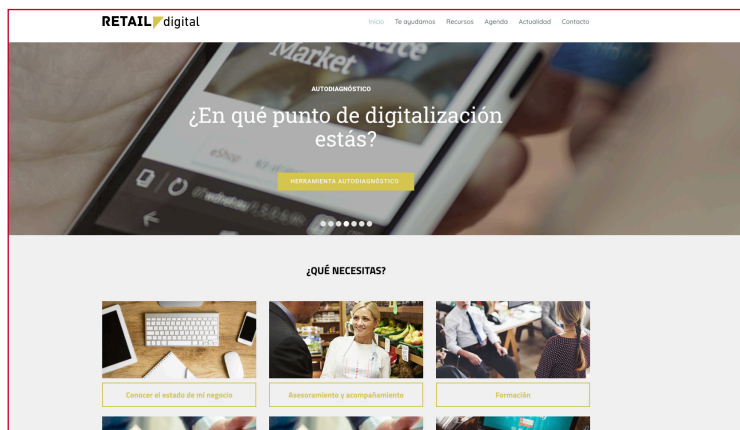 RETAIL digital
Inicio Te ayudamos Recursos Agenda Actualidad Contacto
Market
AUTODIAGNÓSTICO
¿En qué punto de digitalización
estás?
eShop
HERRAMIENTA AUTODIAGNÓSTICO
¿QUÉ NECESITAS?
Conocer el estado de mi negocio
Asesoramiento y acompañamiento
Formación